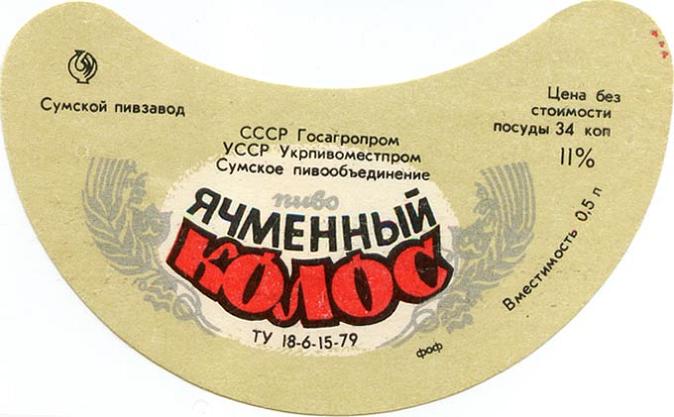 Сумской пивзавод
СССР Госагропром
УССР Укрпивоместпром
Сумское пивообъединение
Цена без
стоимости
посуды 34 коп
11%
Вместимость 0,5 л
пиво
ЯЧМЕННЫЙ
КОЛОС
ТУ 18-6-15-79
фоф